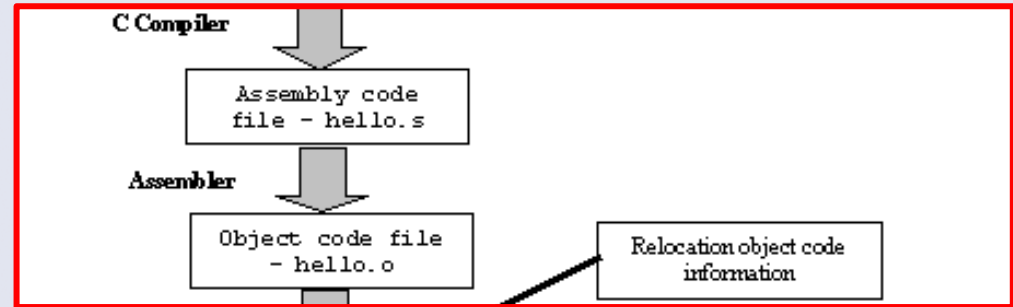 C Compiler
Assembly code
file - hello.s
Assembler
Object code file
- hello.o
Relocation object code
information